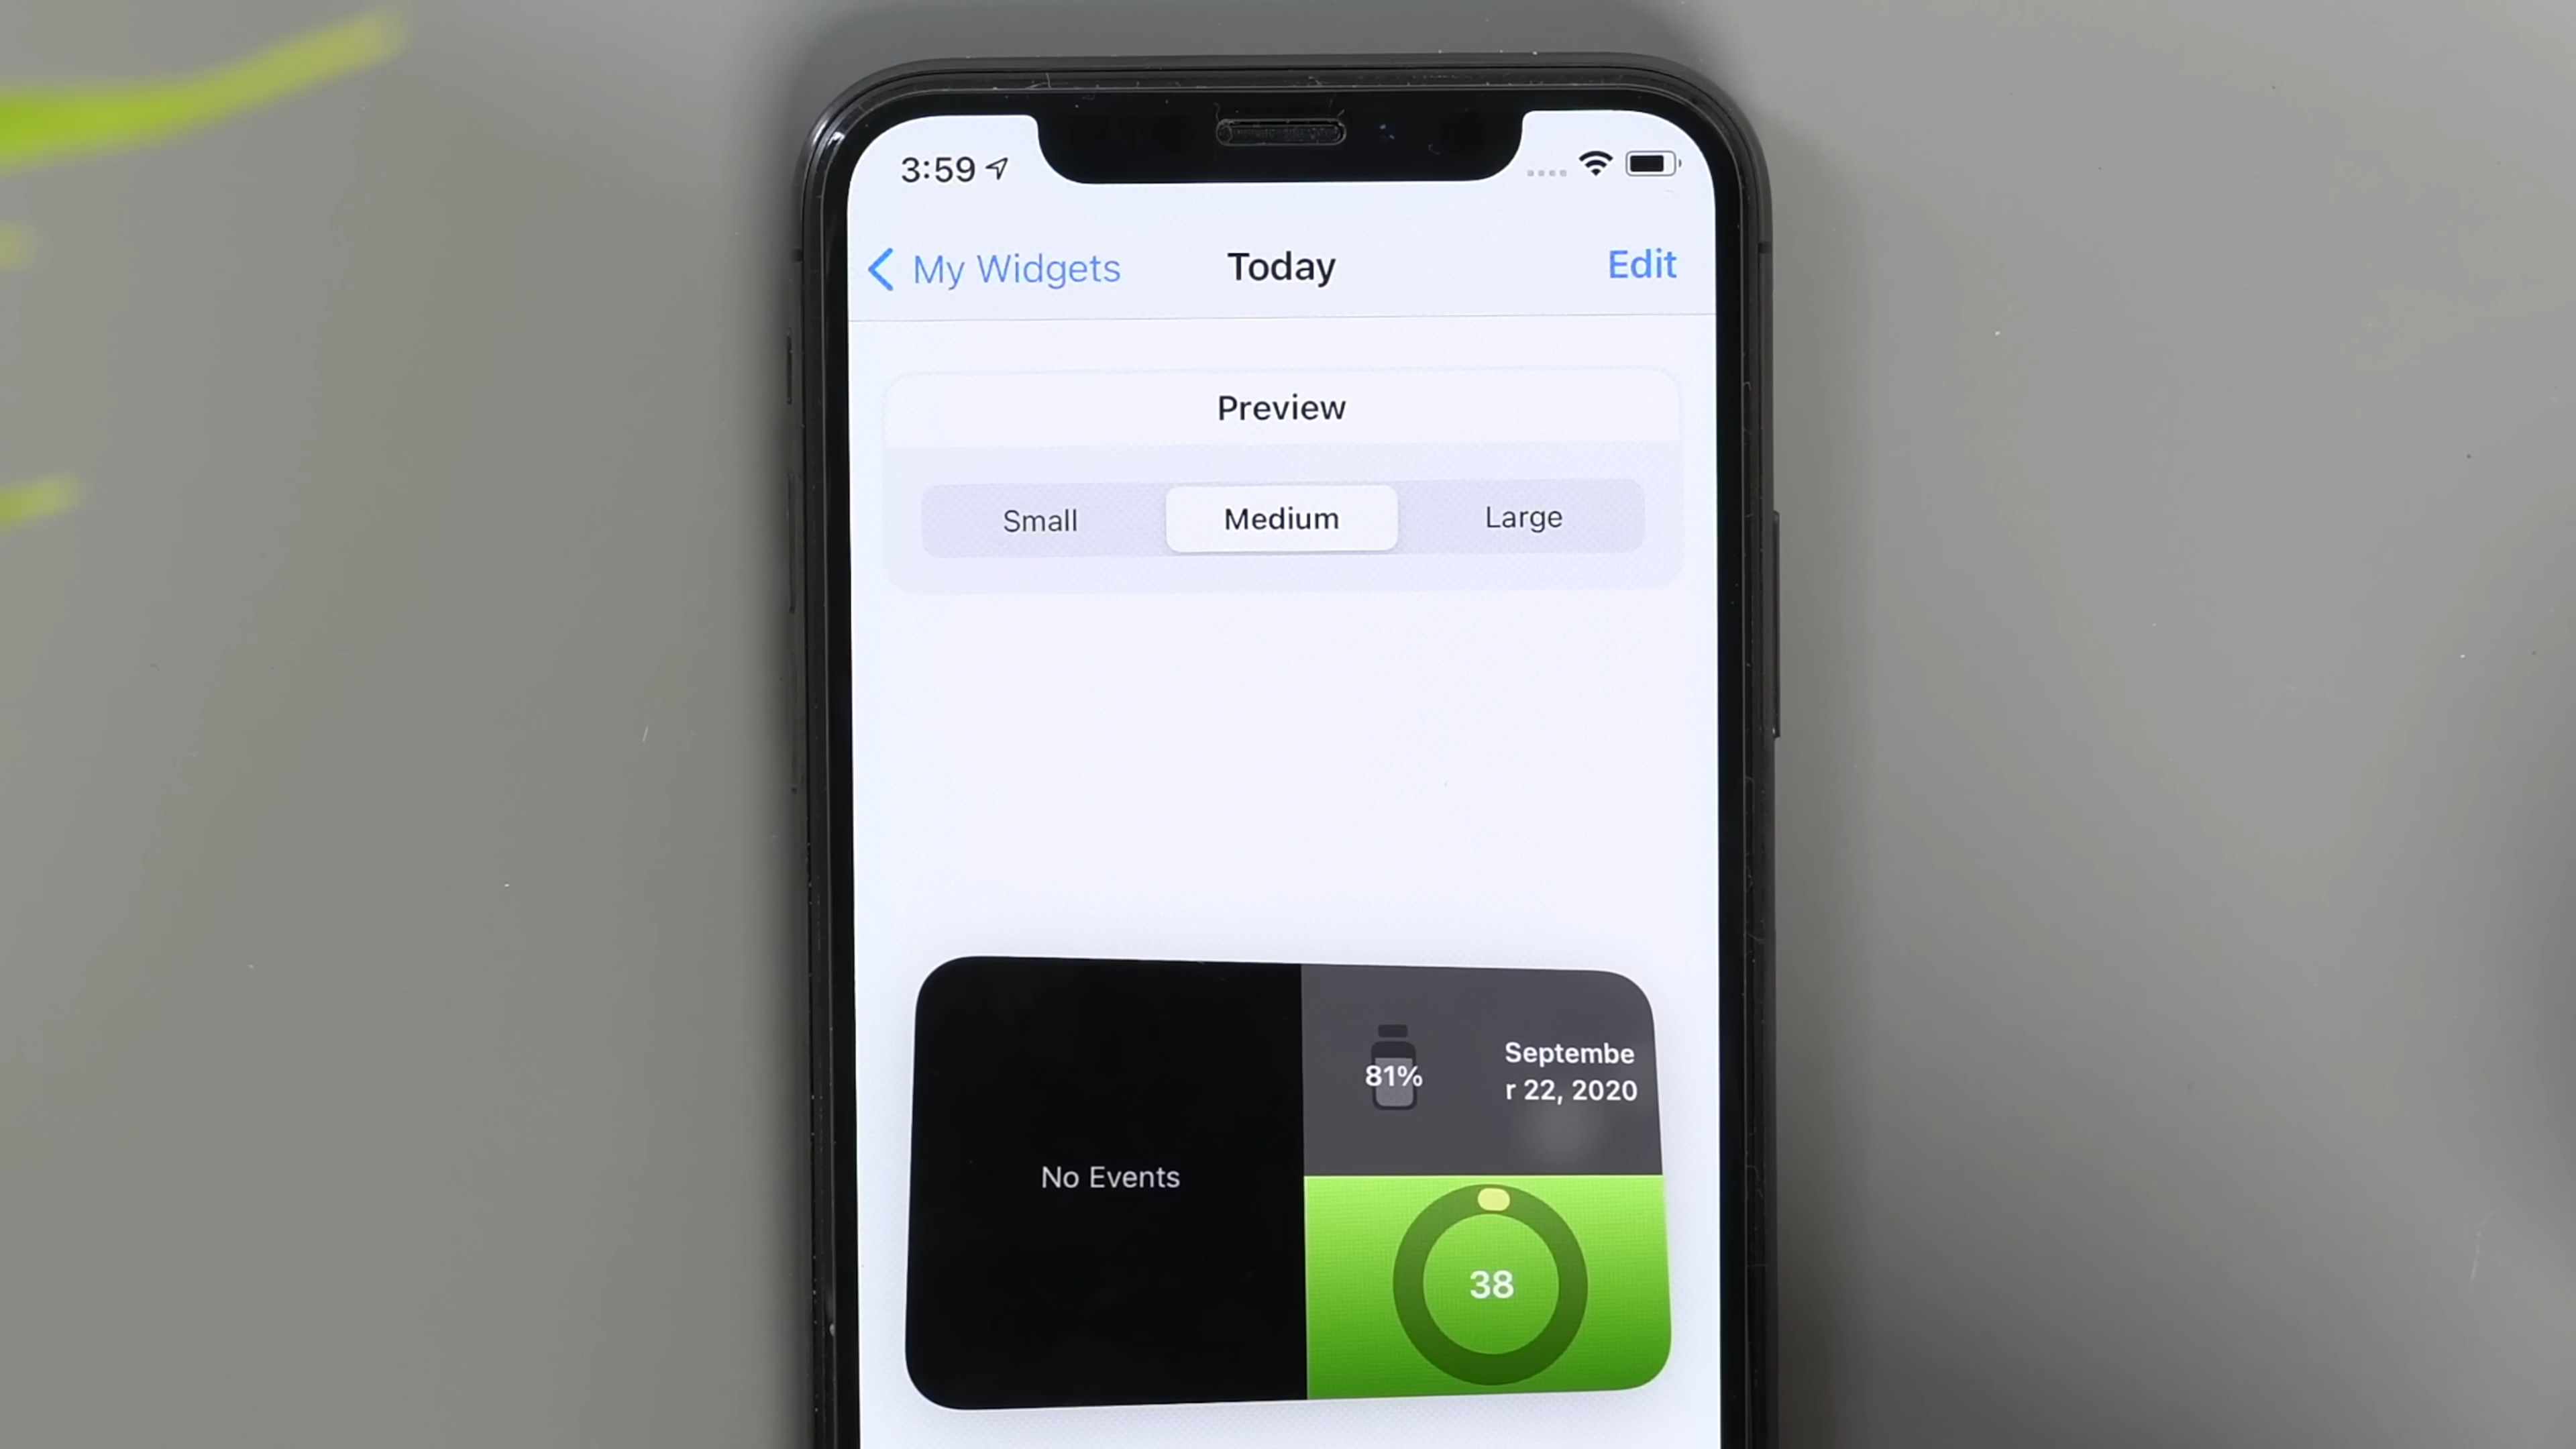 3:59
My Widgets
Today
Edit
Preview
Small
Medium
Large
No Events
81%
Septembe
r 22, 2020
38